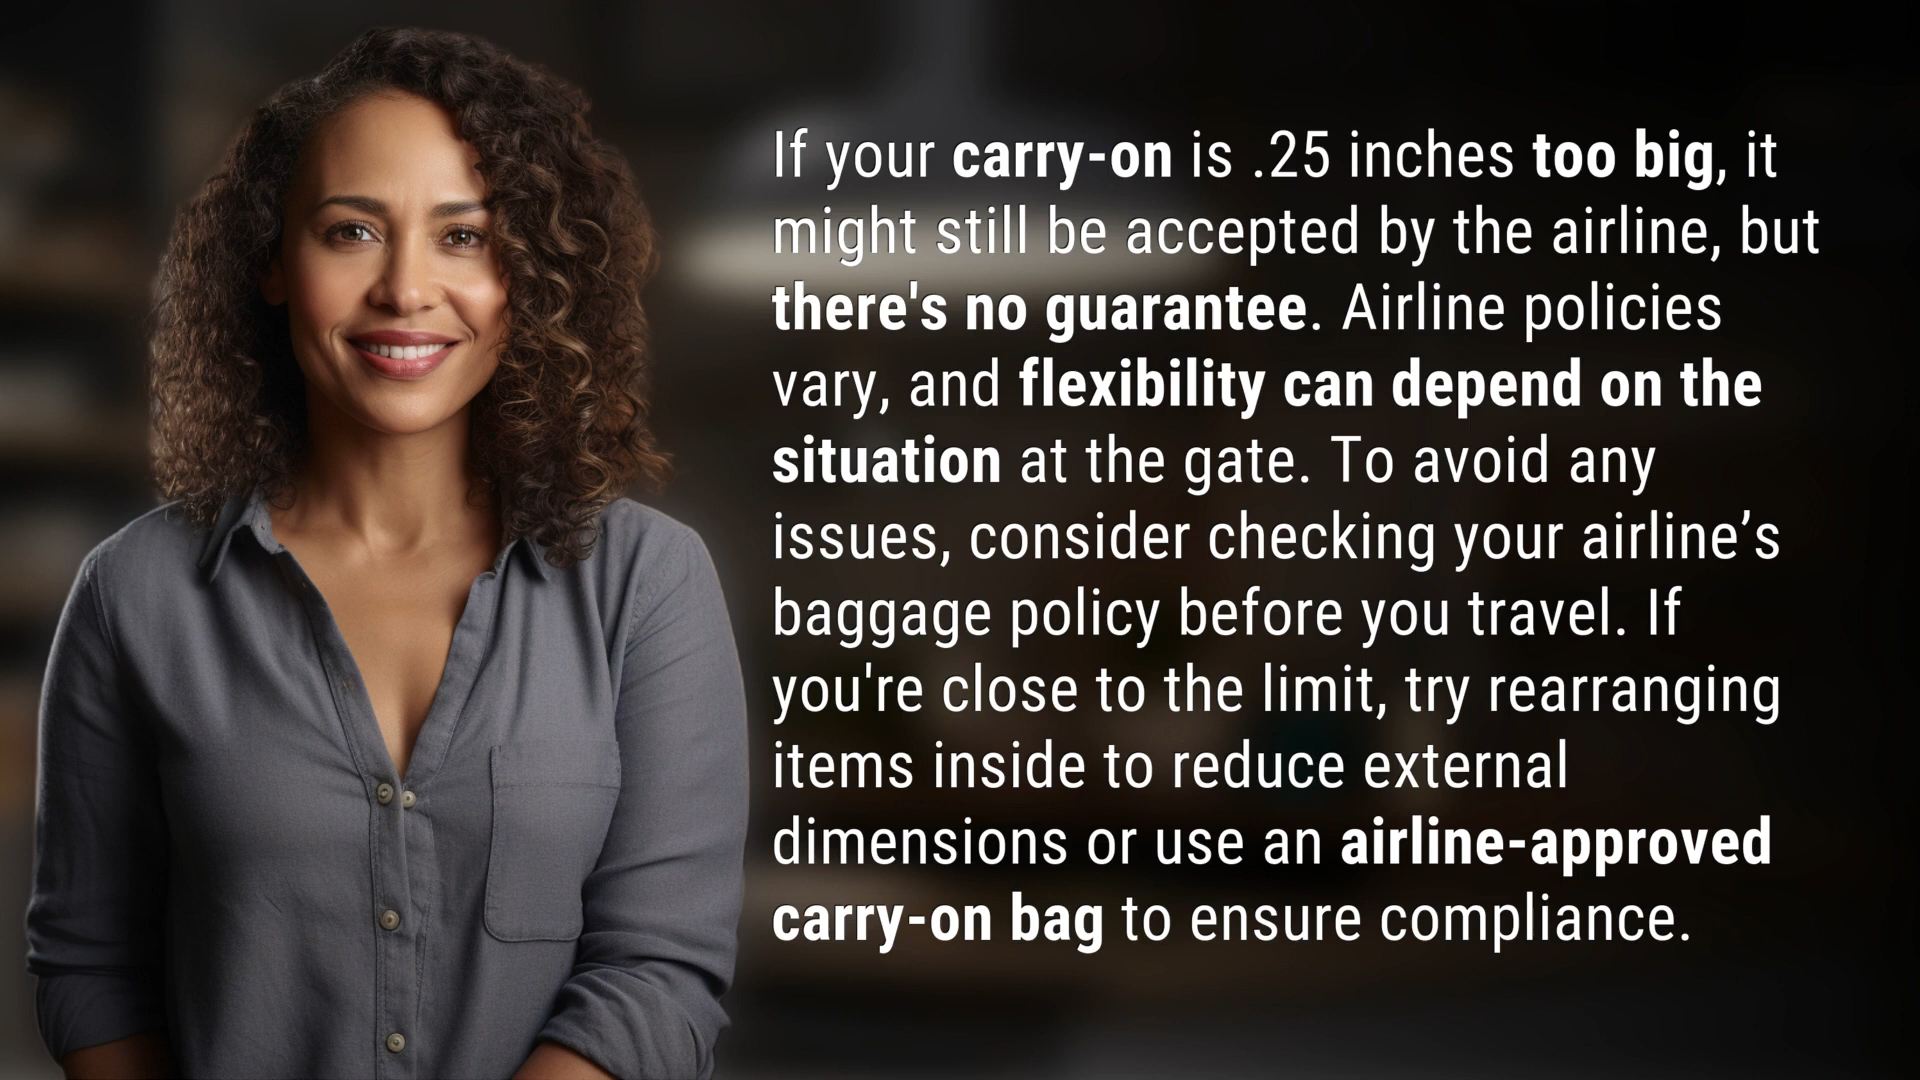 If your carry-on is .25 inches too big, it
might still be accepted by the airline, but
there's no guarantee. Airline policies
vary, and flexibility can depend on the
situation at the gate. To avoid any
issues, consider checking your airline’s
baggage policy before you travel. If
you're close to the limit, try rearranging
items inside to reduce external
dimensions or use an airline-approved
carry-on bag to ensure compliance.